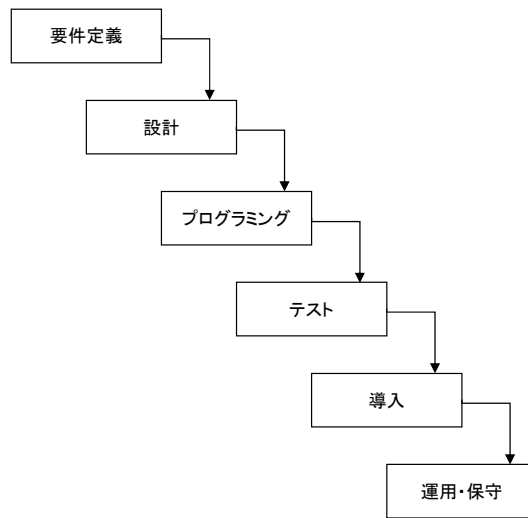 要件定義
設計
プログラミング
テスト
導入
運用・保守